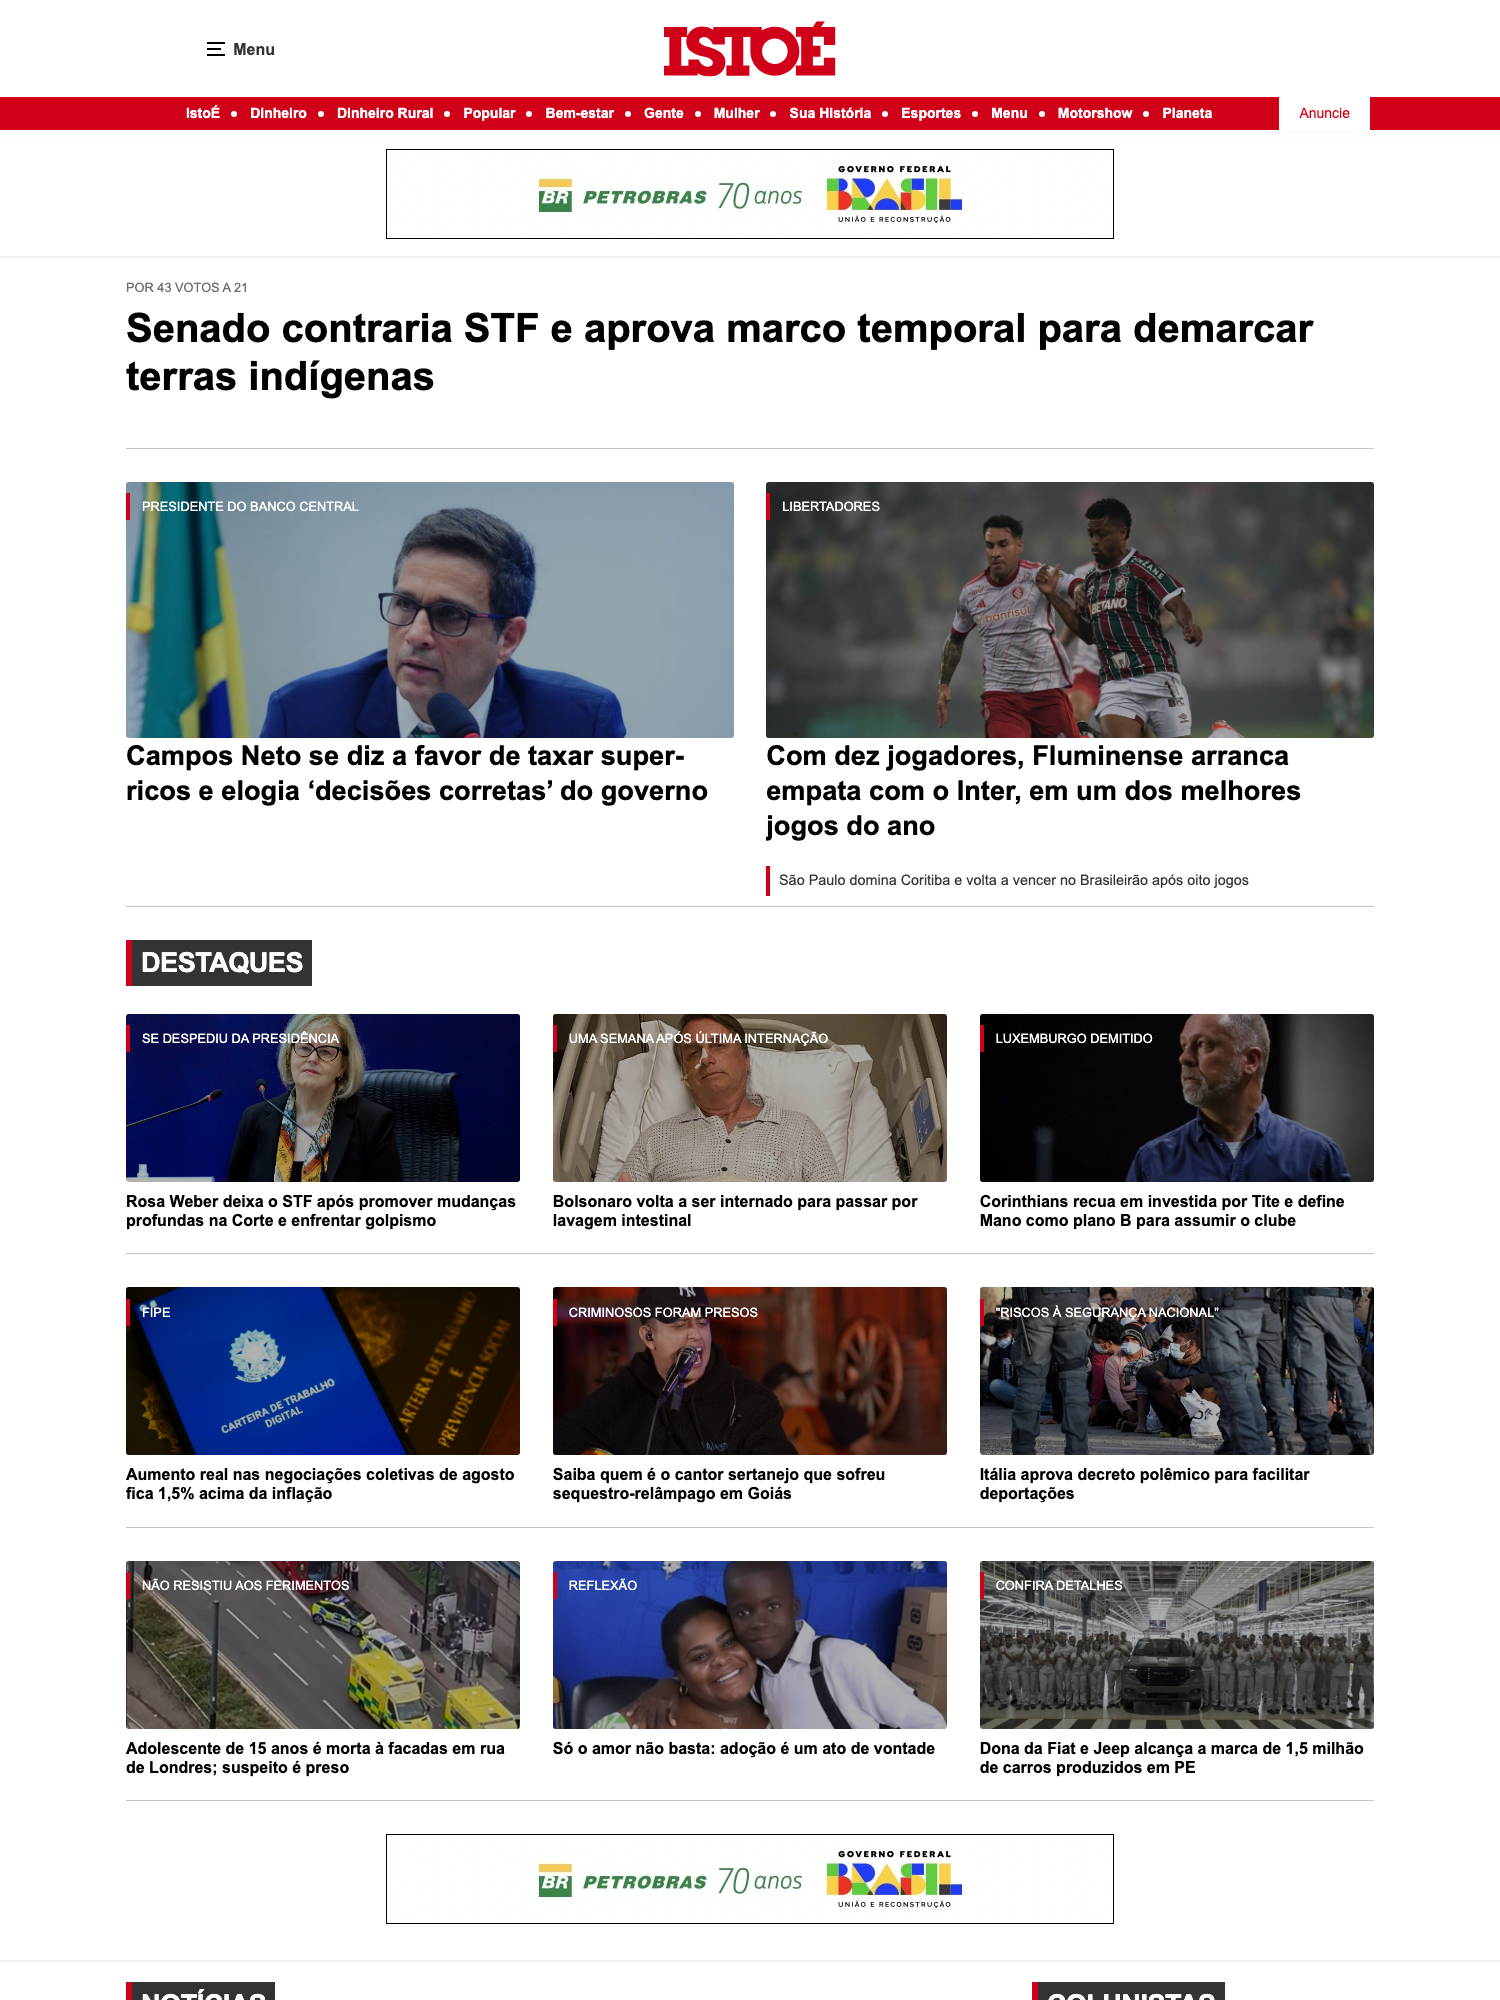 Menu
ISTOÉ
IstoÉ • Dinheiro • Dinheiro Rural • Popular • Bem-estar • Gente • Mulher • Sua História • Esportes • Menu • Motorshow • Planeta
Anuncie
BR PETROBRAS 70 anos
GOVERNO FEDERAL
BRASIL
UNIÃO E RECONSTRUÇÃO
POR 43 VOTOS A 21
Senado contraria STF e aprova marco temporal para demarcar
terras indígenas
PRESIDENTE DO BANCO CENTRAL
Campos Neto se diz a favor de taxar super-
ricos e elogia ‘decisões corretas’ do governo
LIBERTADORES
banrisul
BETANO
Com dez jogadores, Fluminense arranca
empata com o Inter, em um dos melhores
jogos do ano
São Paulo domina Coritiba e volta a vencer no Brasileirão após oito jogos
DESTAQUES
SE DESPEDIU DA PRESIDÊNCIA
Rosa Weber deixa o STF após promover mudanças
profundas na Corte e enfrentar golpismo
UMA SEMANA APÓS ÚLTIMA INTERNAÇÃO
Bolsonaro volta a ser internado para passar por
lavagem intestinal
LUXEMBURGO DEMITIDO
Corinthians recua em investida por Tite e define
Mano como plano B para assumir o clube
FIPE
CARTEIRA DE TRABALHO
DIGITAL
E
PREVIDÊNCIA SOCIAL
Aumento real nas negociações coletivas de agosto
fica 1,5% acima da inflação
CRIMINOSOS FORAM PRESOS
Saiba quem é o cantor sertanejo que sofreu
sequestro-relâmpago em Goiás
"RISCOS À SEGURANÇA NACIONAL"
Itália aprova decreto polêmico para facilitar
deportações
NÃO RESISTIU AOS FERIMENTOS
Adolescente de 15 anos é morta à facadas em rua
de Londres; suspeito é preso
REFLEXÃO
Só o amor não basta: adoção é um ato de vontade
CONFIRA DETALHES
Dona da Fiat e Jeep alcança a marca de 1,5 milhão
de carros produzidos em PE
BR PETROBRAS 70 anos
GOVERNO FEDERAL
BRASIL
UNIÃO E RECONSTRUÇÃO
NOTÍCIAS
COLUNISTAS